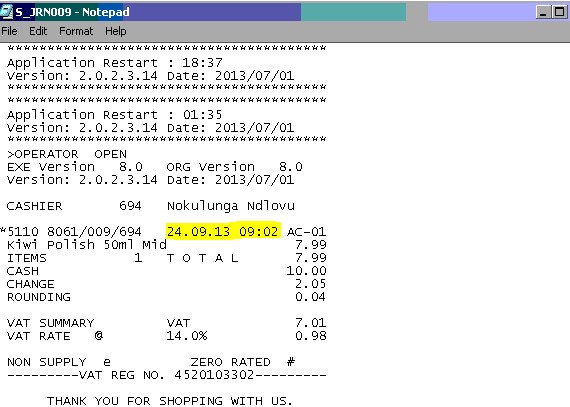 S_JRN009 - Notepad
File Edit Format Help
****************************************
Application Restart : 18:37
Version: 2.0.2.3.14 Date: 2013/07/01
****************************************
****************************************
Application Restart : 01:35
Version: 2.0.2.3.14 Date: 2013/07/01
****************************************
>OPERATOR OPEN
EXE Version 8.0 ORG Version 8.0
Version: 2.0.2.3.14 Date: 2013/07/01
CASHIER 694 Nokulunga Ndlovu
*5110 8061/009/694 24.09.13 09:02 AC-01
Kiwi Polish 50ml Mid 7.99
ITEMS 1 T O T A L 7.99
CASH 10.00
CHANGE 2.05
ROUNDING 0.04
VAT SUMMARY VAT 7.01
VAT RATE @ 14.0% 0.98
NON SUPPLY e ZERO RATED #
---------VAT REG NO. 4520103302---------
THANK YOU FOR SHOPPING WITH US.